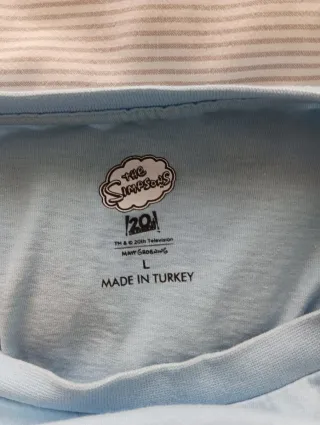 THE
SIMPSONS
20
TM & © 20th Television
MATT GROENING
L
MADE IN TURKEY